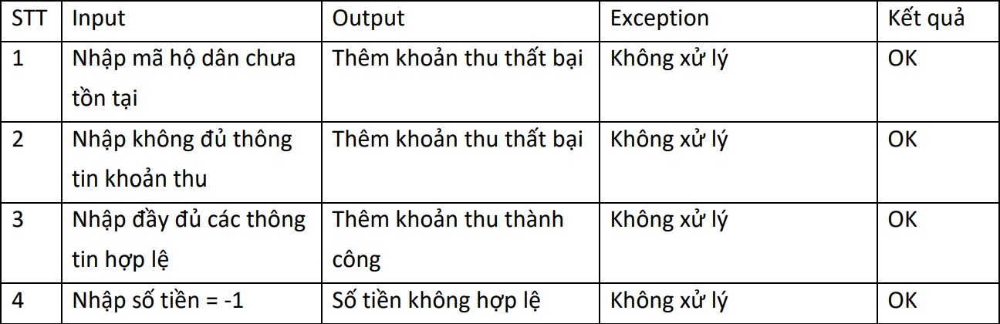 STT Input Output Exception Kết quả
1 Nhập mã hộ dân chưa Thêm khoản thu thất bại Không xử lý OK
tồn tại
2 Nhập không đủ thông Thêm khoản thu thất bại Không xử lý OK
tin khoản thu
3 Nhập đầy đủ các thông Thêm khoản thu thành Không xử lý OK
tin hợp lệ công
4 Nhập số tiền = -1 Số tiền không hợp lệ Không xử lý OK